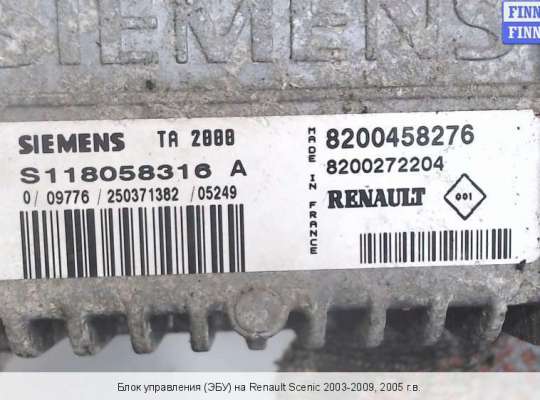 SIEMENS
FINN
FINN
SIEMENS TA 2000
S118058316 A
0/ 09776 / 250371382 / 05249
MADE IN FRANCE
8200458276
8200272204
RENAULT
001
Блок управления (ЭБУ) на Renault Scenic 2003-2009, 2005 г.в.